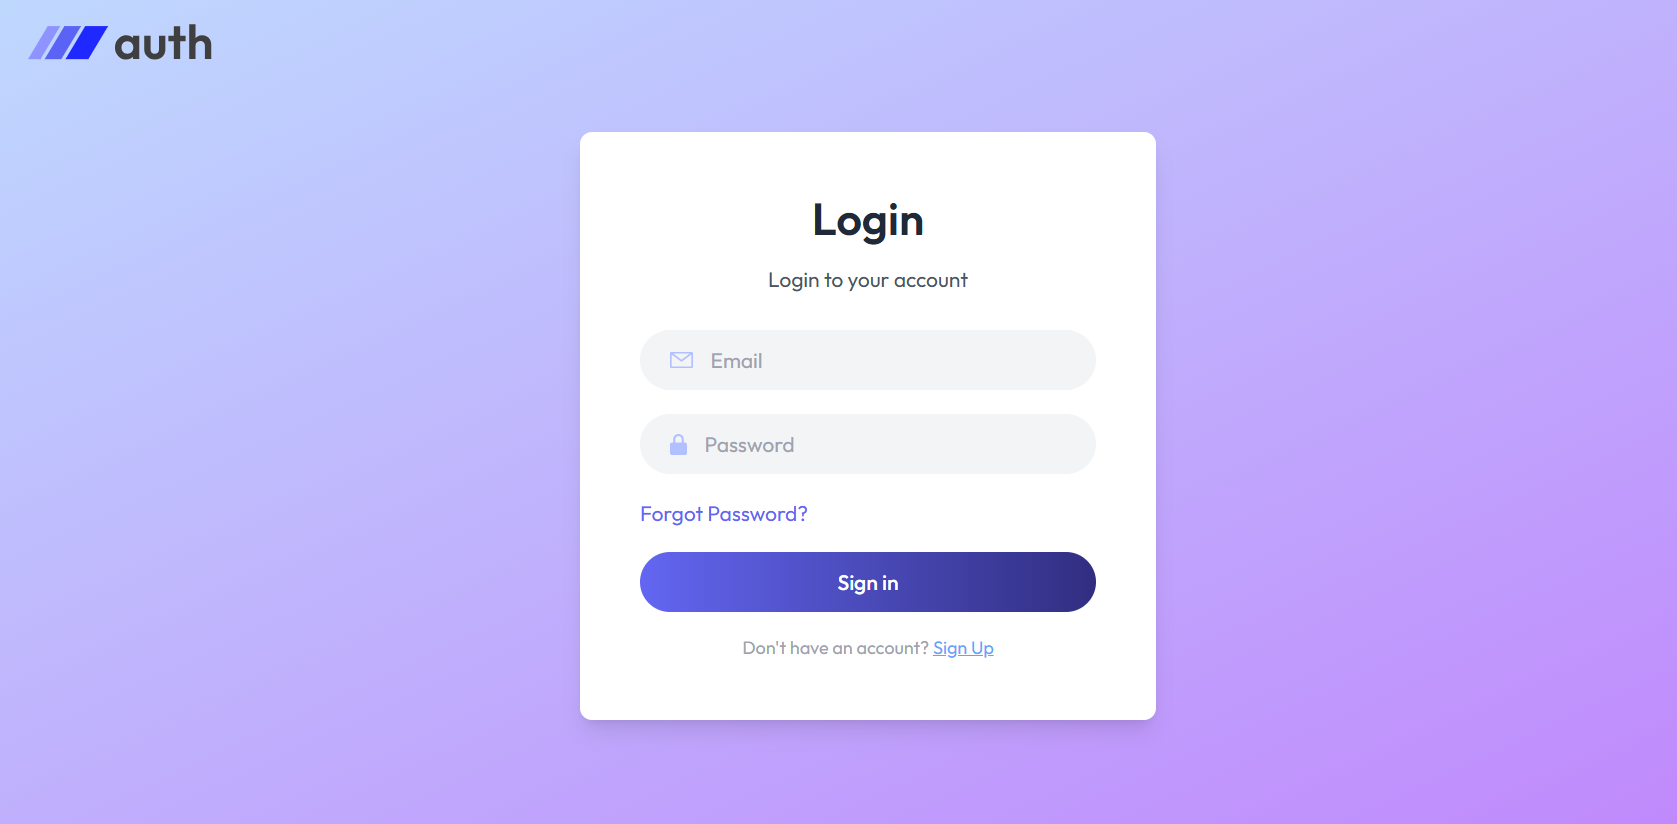 auth
Login
Login to your account
Email
Password
Forgot Password?
Sign in
Don't have an account? Sign Up